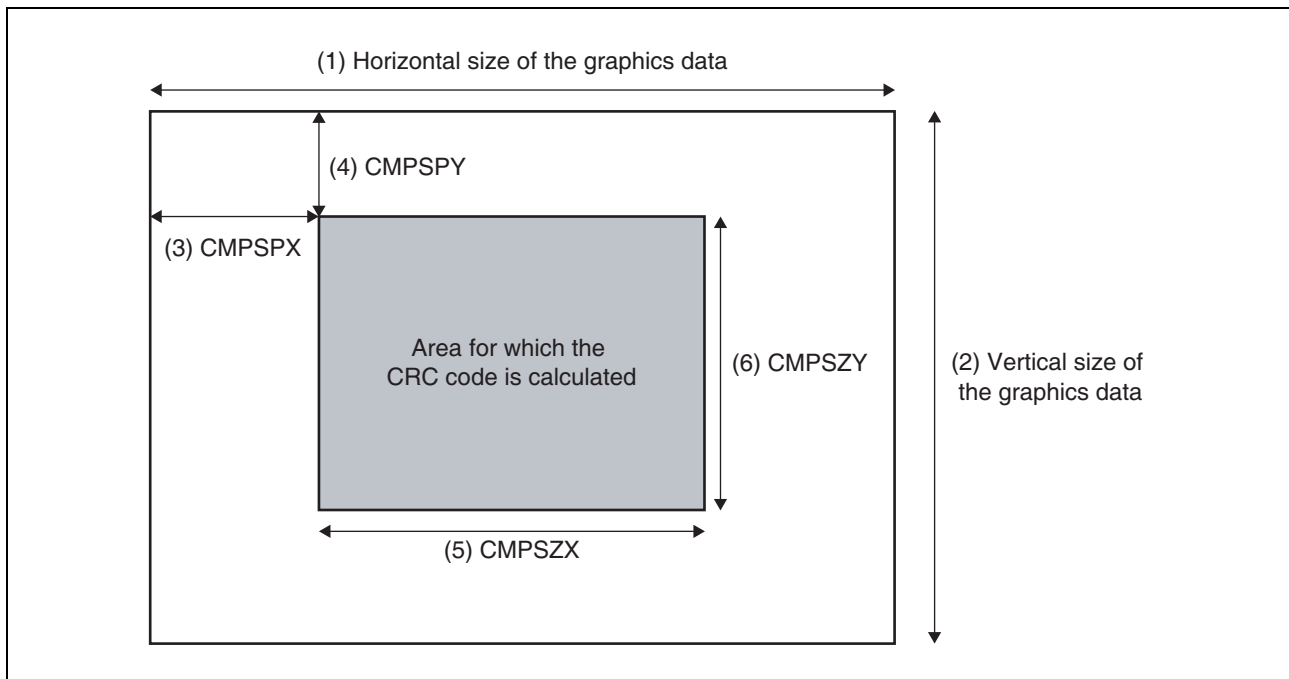 (1) Horizontal size of the graphics data
(4) CMPSPY
(3) CMPSPX
Area for which the
CRC code is calculated
(6) CMPSZY
(2) Vertical size of
the graphics data
(5) CMPSZX